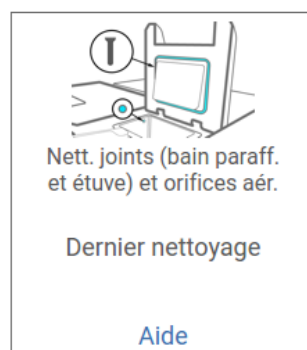 Nett. joints (bain paraff.
et étuve) et orifices aér.
Dernier nettoyage
Aide